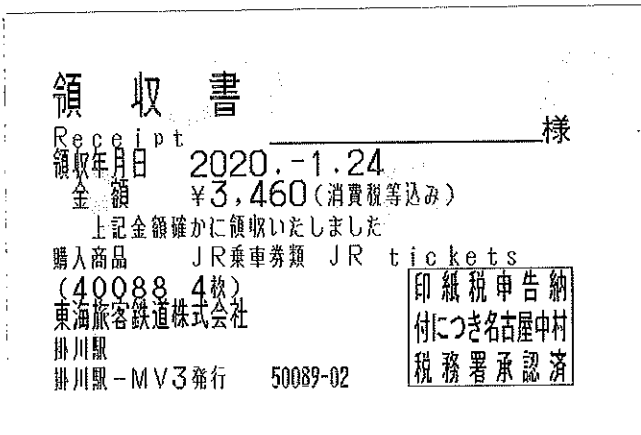 領収書
Receipt 様
領収年月日 2020.-1.24
金額 ¥3,460(消費税等込み)
上記金額確かに領収いたしました
購入商品 JR乗車券類 JR tickets
(40088 4枚)
東海旅客鉄道株式会社
掛川駅
掛川駅-MV3発行 50089-02
印紙税申告納
付につき名古屋中村
税務署承認済